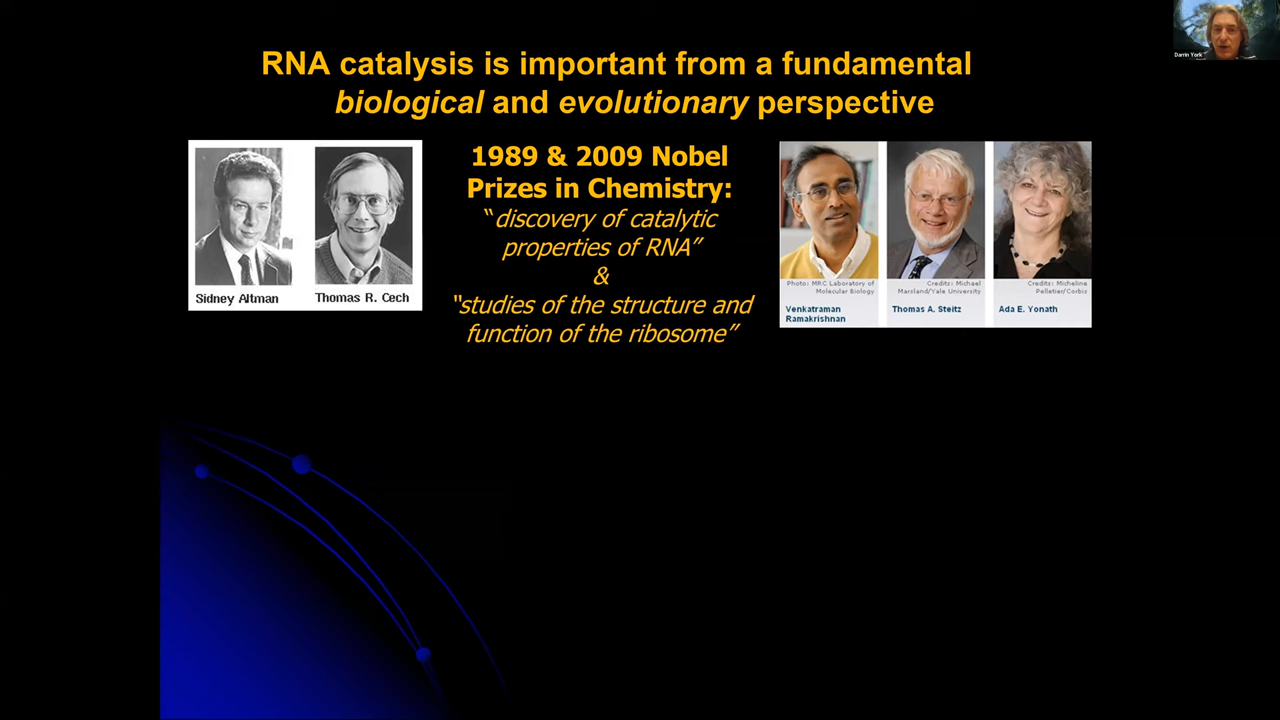 RNA catalysis is important from a fundamental
biological and evolutionary perspective
1989 & 2009 Nobel
Prizes in Chemistry:
“discovery of catalytic
properties of RNA”
&
“studies of the structure and
function of the ribosome”
Sidney Altman
Thomas R. Cech
Photo: MRC Laboratory of
Molecular Biology
Venkatraman
Ramakrishnan
Credits: Michael
Marsland/Yale University
Thomas A. Steitz
Credits: Micheline
Pelletier/Corbis
Ada E. Yonath
Darrin York